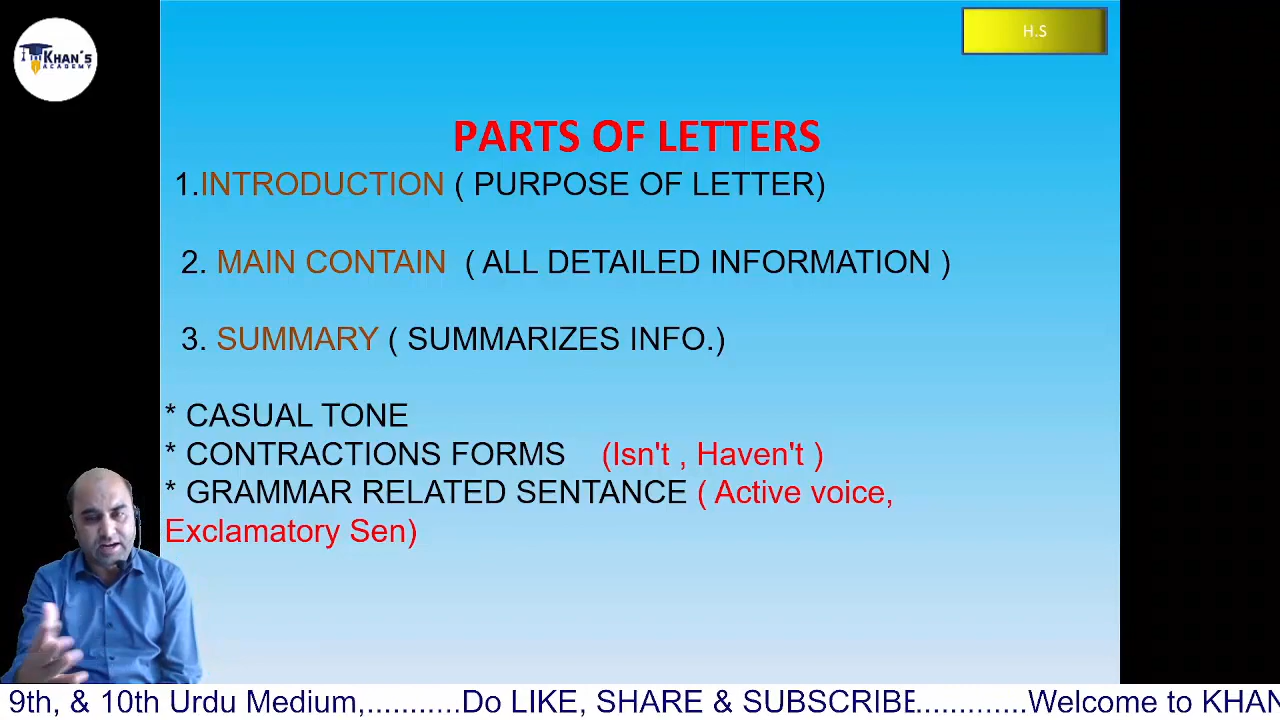 KHAN'S
ACADEMY
H.S
PARTS OF LETTERS
1.INTRODUCTION ( PURPOSE OF LETTER)
2. MAIN CONTAIN ( ALL DETAILED INFORMATION )
3. SUMMARY ( SUMMARIZES INFO.)
* CASUAL TONE
* CONTRACTIONS FORMS (Isn't , Haven't )
* GRAMMAR RELATED SENTANCE ( Active voice,
Exclamatory Sen)
9th, & 10th Urdu Medium,...........Do LIKE, SHARE & SUBSCRIBE.............Welcome to KHAN